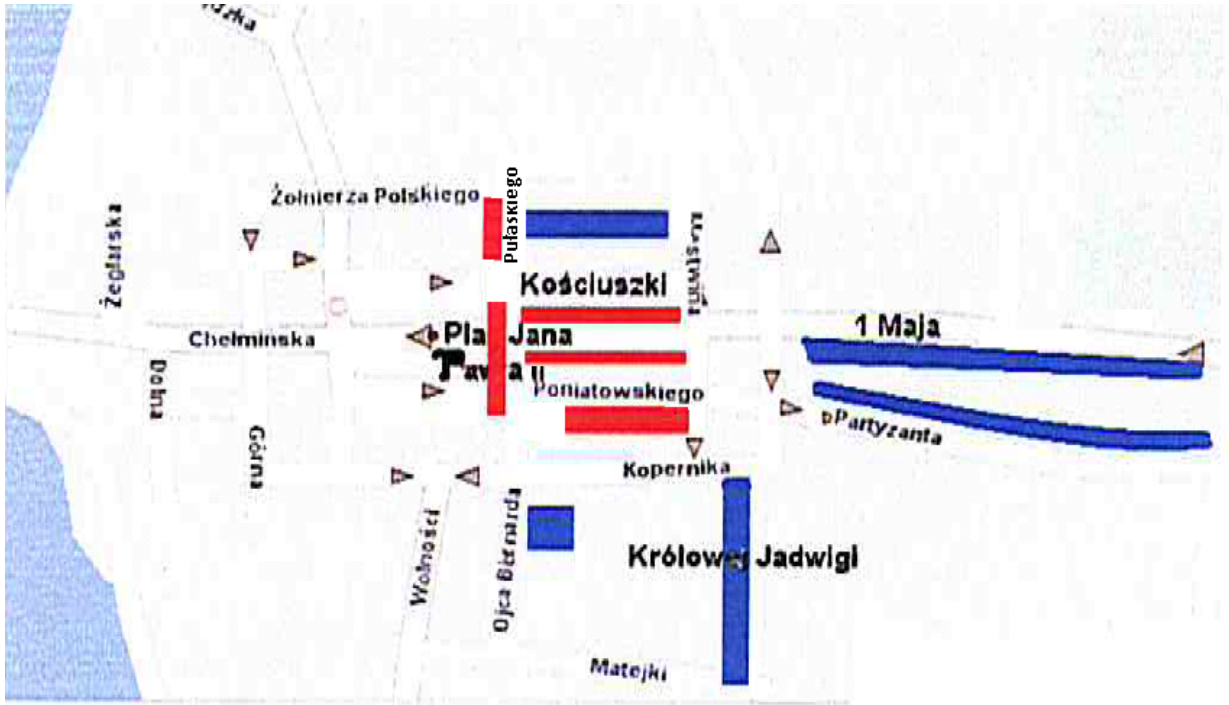 Żołnierza Polskiego
Pułaskiego
Żeglarska
Kościuszki
1 Maja
Chełmińska
Plac Jana
Pawła II
Dolna
Poniatowskiego
Partyzanta
Górna
Kopernika
Wolności
Ojca Bernarda
Królowej Jadwigi
Matejki